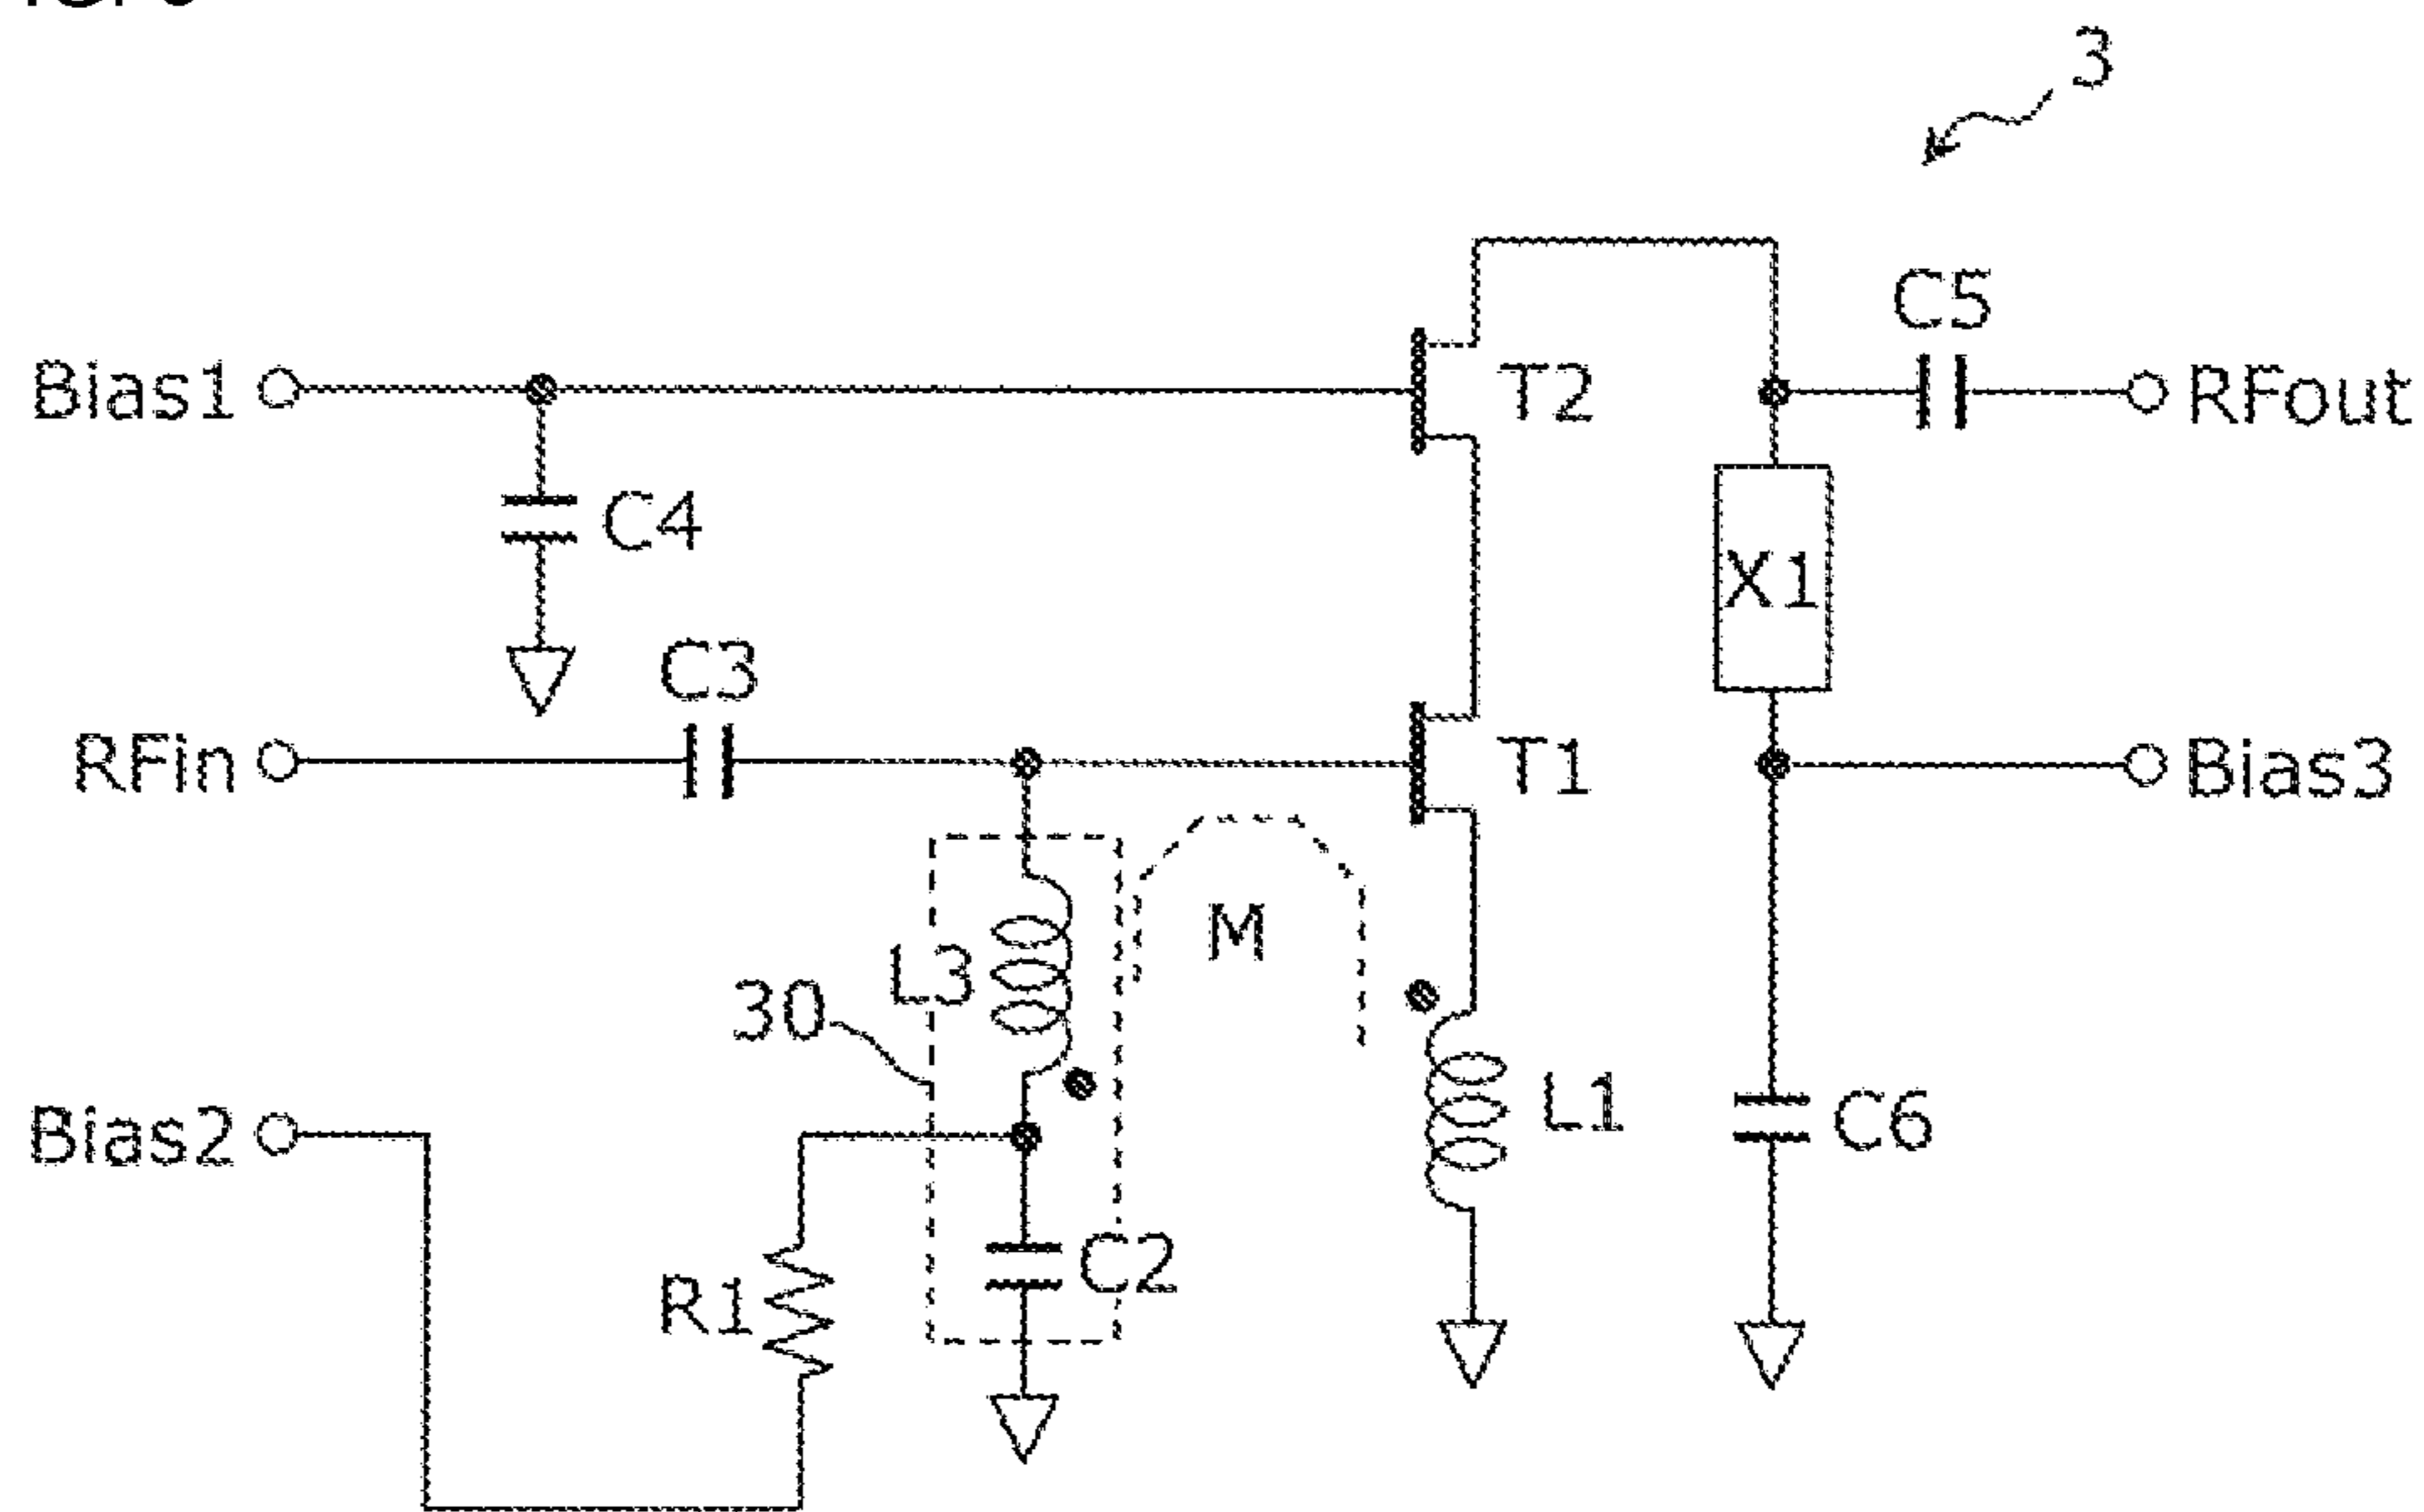 3
C5
Bias1
T2
RFout
C4
X1
C3
RFin
T1
Bias3
M
L3
30
L1
Bias2
C6
C2
R1